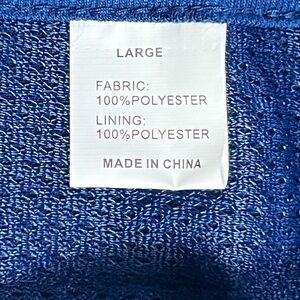 LARGE
FABRIC:
100%POLYESTER
LINING:
100%POLYESTER
MADE IN CHINA